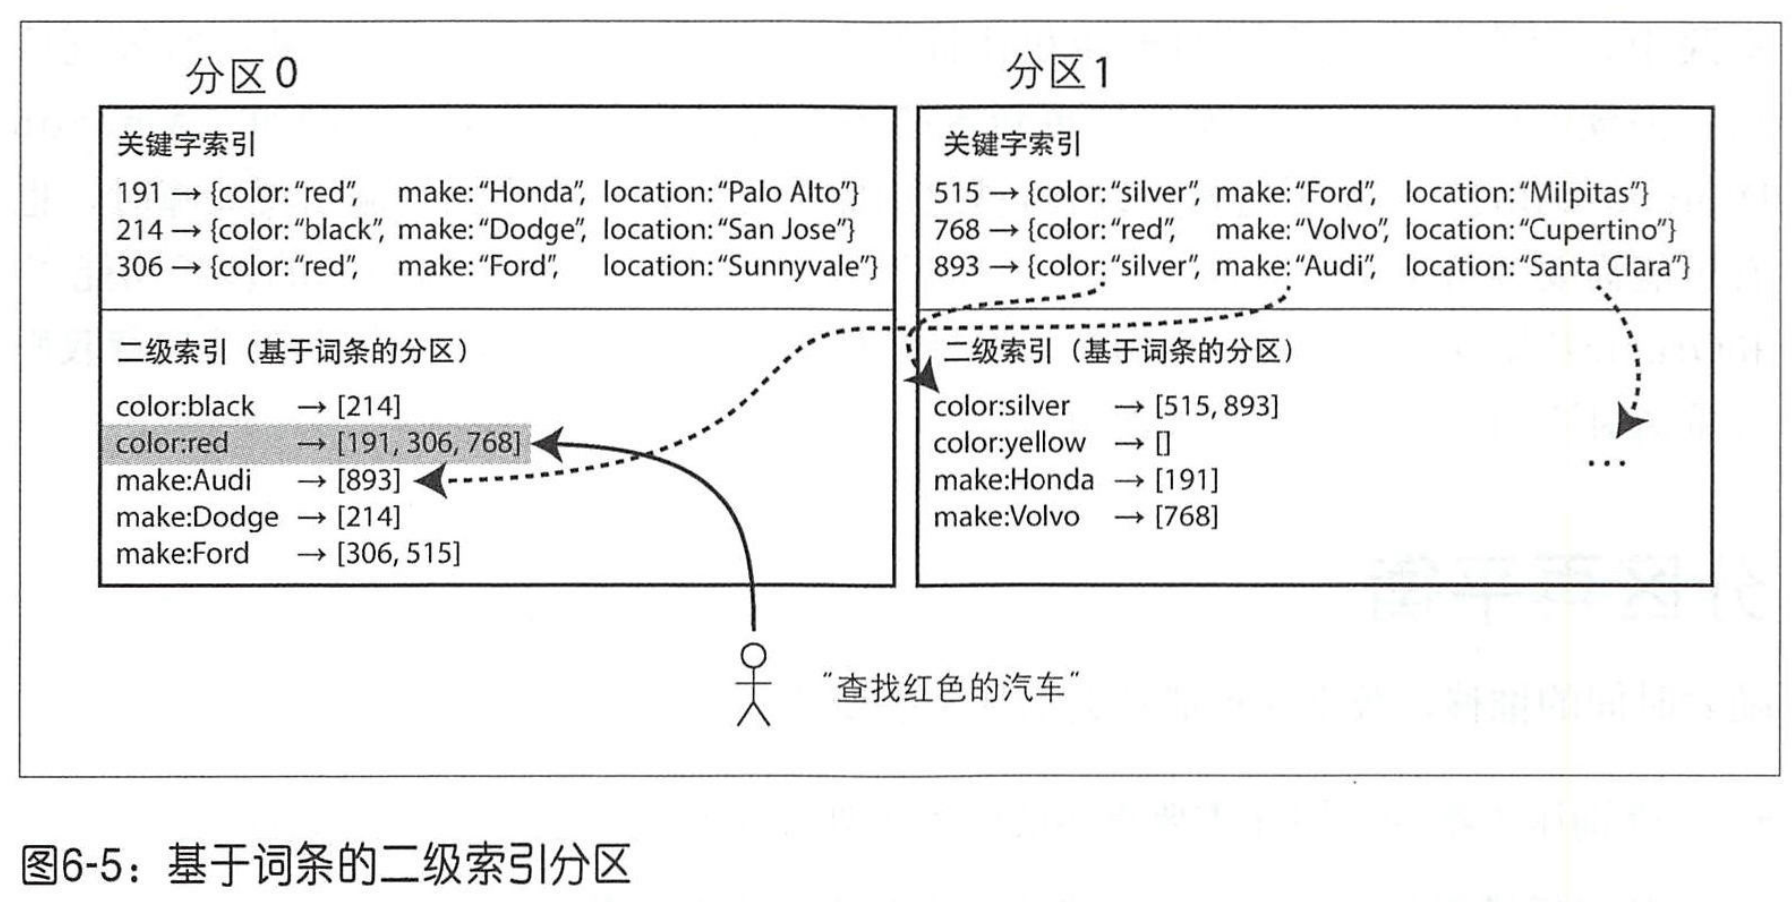 分区0
关键字索引
191 → {color: “red”, make: “Honda”, location: “Palo Alto”}
214 → {color: “black”, make: “Dodge”, location: “San Jose”}
306 → {color: “red”, make: “Ford”, location: “Sunnyvale”}
二级索引（基于词条的分区）
color:black → [214]
color:red → [191, 306, 768]
make:Audi → [893]
make:Dodge → [214]
make:Ford → [306, 515]
分区1
关键字索引
515 → {color: “silver”, make: “Ford”, location: “Milpitas”}
768 → {color: “red”, make: “Volvo”, location: “Cupertino”}
893 → {color: “silver”, make: “Audi”, location: “Santa Clara”}
二级索引（基于词条的分区）
color:silver → [515, 893]
color:yellow → []
make:Honda → [191]
make:Volvo → [768]
...
“查找红色的汽车”
图6-5：基于词条的二级索引分区